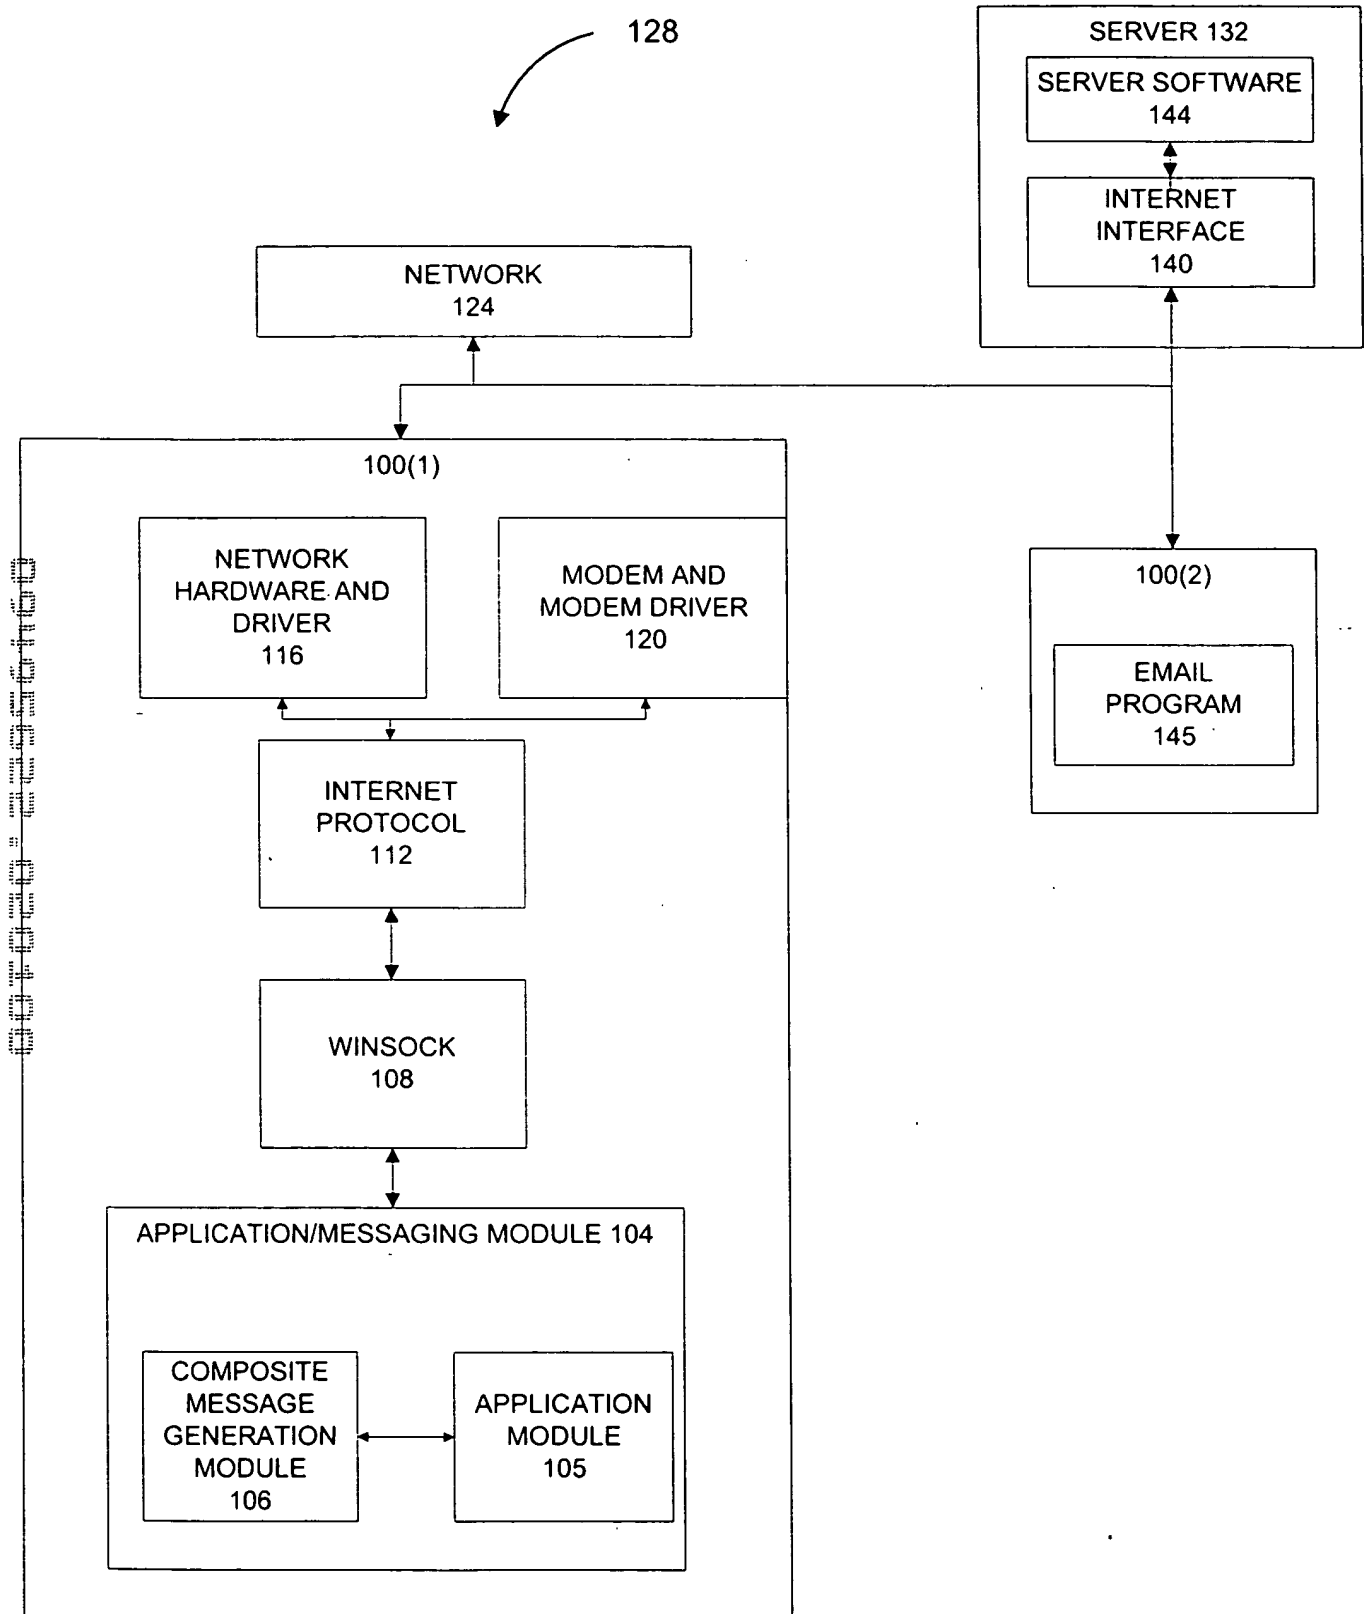 128
SERVER 132
SERVER SOFTWARE
144
INTERNET
INTERFACE
140
NETWORK
124
100(1)
NETWORK
HARDWARE AND
DRIVER
116
MODEM AND
MODEM DRIVER
120
100(2)
EMAIL
PROGRAM
145
INTERNET
PROTOCOL
112
WINSOCK
108
APPLICATION/MESSAGING MODULE 104
COMPOSITE
MESSAGE
GENERATION
MODULE
106
APPLICATION
MODULE
105